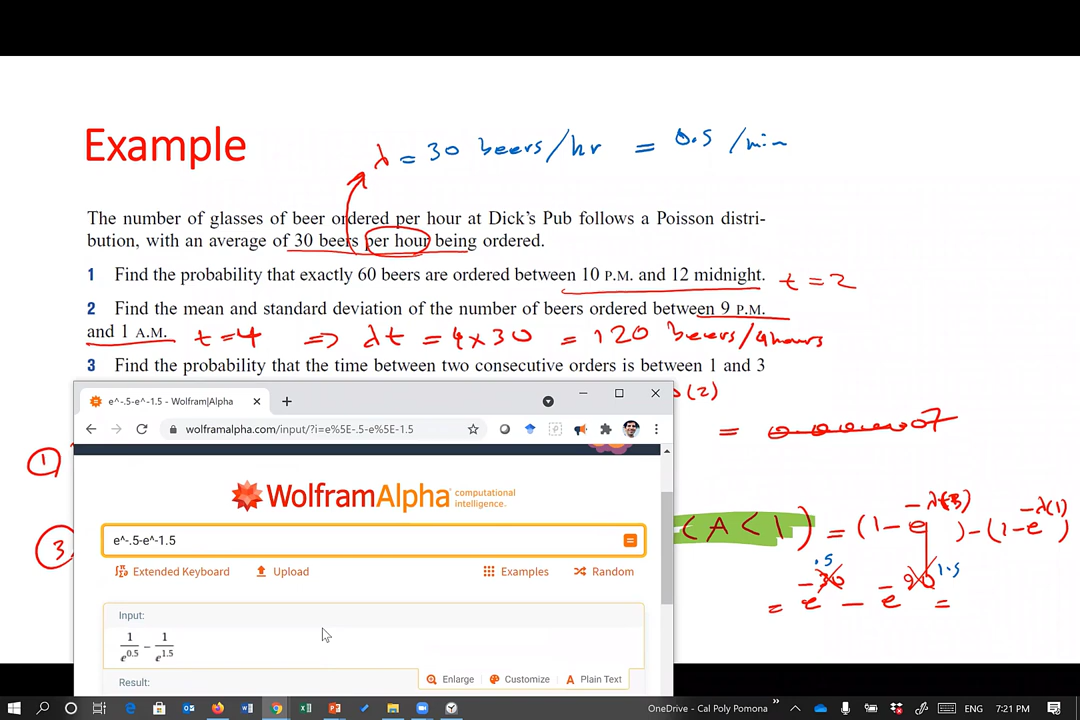 Example
λ = 30 beers/hr = 0.5 /min
The number of glasses of beer ordered per hour at Dick's Pub follows a Poisson distri-
bution, with an average of 30 beers per hour being ordered.
1 Find the probability that exactly 60 beers are ordered between 10 P.M. and 12 midnight. t = 2
2 Find the mean and standard deviation of the number of beers ordered between 9 P.M.
and 1 A.M. t = 4 ⇒ λt = 4 × 30 = 120 beers/4hours
3 Find the probability that the time between two consecutive orders is between 1 and 3
(2)
e^-.5-e^-1.5 - Wolfram|Alpha
wolframalpha.com/input/?i=e%5E-.5-e%5E-1.5
=
①
WolframAlpha computational intelligence.
e^-.5-e^-1.5
③
(A<1) = (1-e^-λ(3)) - (1-e^-λ(1))
Extended Keyboard Upload Examples Random
.5 1.5
= e^-30 - e^-90 =
Input:
1/e^0.5 - 1/e^1.5
Enlarge Customize Plain Text
Result:
OneDrive - Cal Poly Pomona ENG 7:21 PM